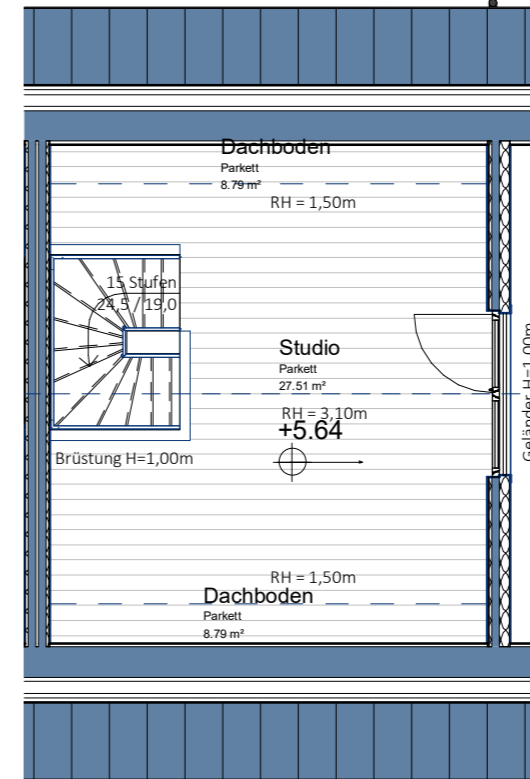 Dachboden
Parkett
8.79 m²
RH = 1,50m
15 Stufen
24,5 / 19,0
Studio
Parkett
27.51 m²
RH = 3,10m
+5.64
Brüstung H=1,00m
Geländer H=1,00m
RH = 1,50m
Dachboden
Parkett
8.79 m²